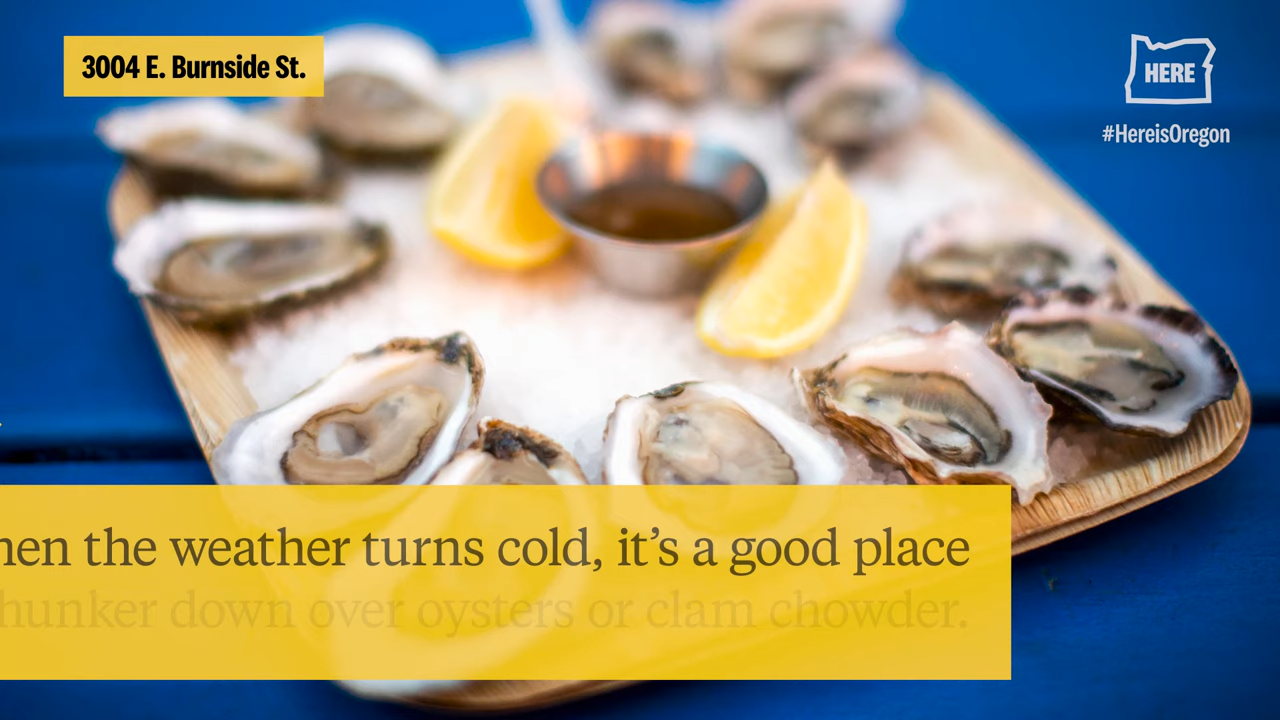 3004 E. Burnside St.
HERE
#HereisOregon
hen the weather turns cold, it’s a good place
hunker down over oysters or clam chowder.